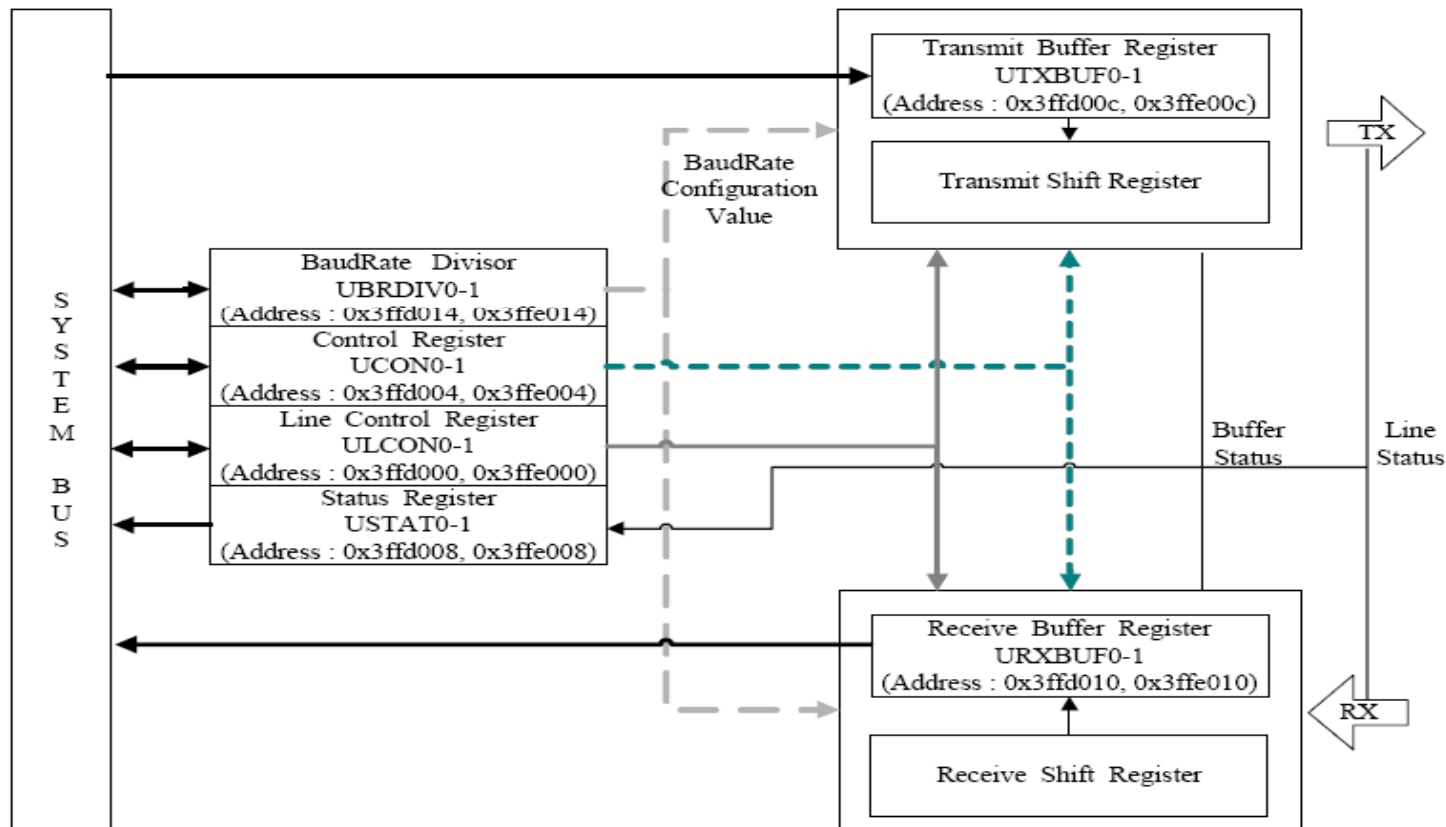 SYSTEM BUS
Transmit Buffer Register
UTXBUF0-1
(Address : 0x3ffd00c, 0x3ffe00c)
Transmit Shift Register
TX
BaudRate
Configuration
Value
BaudRate Divisor
UBRDIV0-1
(Address : 0x3ffd014, 0x3ffe014)
Control Register
UCON0-1
(Address : 0x3ffd004, 0x3ffe004)
Line Control Register
ULCON0-1
(Address : 0x3ffd000, 0x3ffe000)
Status Register
USTAT0-1
(Address : 0x3ffd008, 0x3ffe008)
Buffer
Status
Line
Status
Receive Buffer Register
URXBUF0-1
(Address : 0x3ffd010, 0x3ffe010)
RX
Receive Shift Register